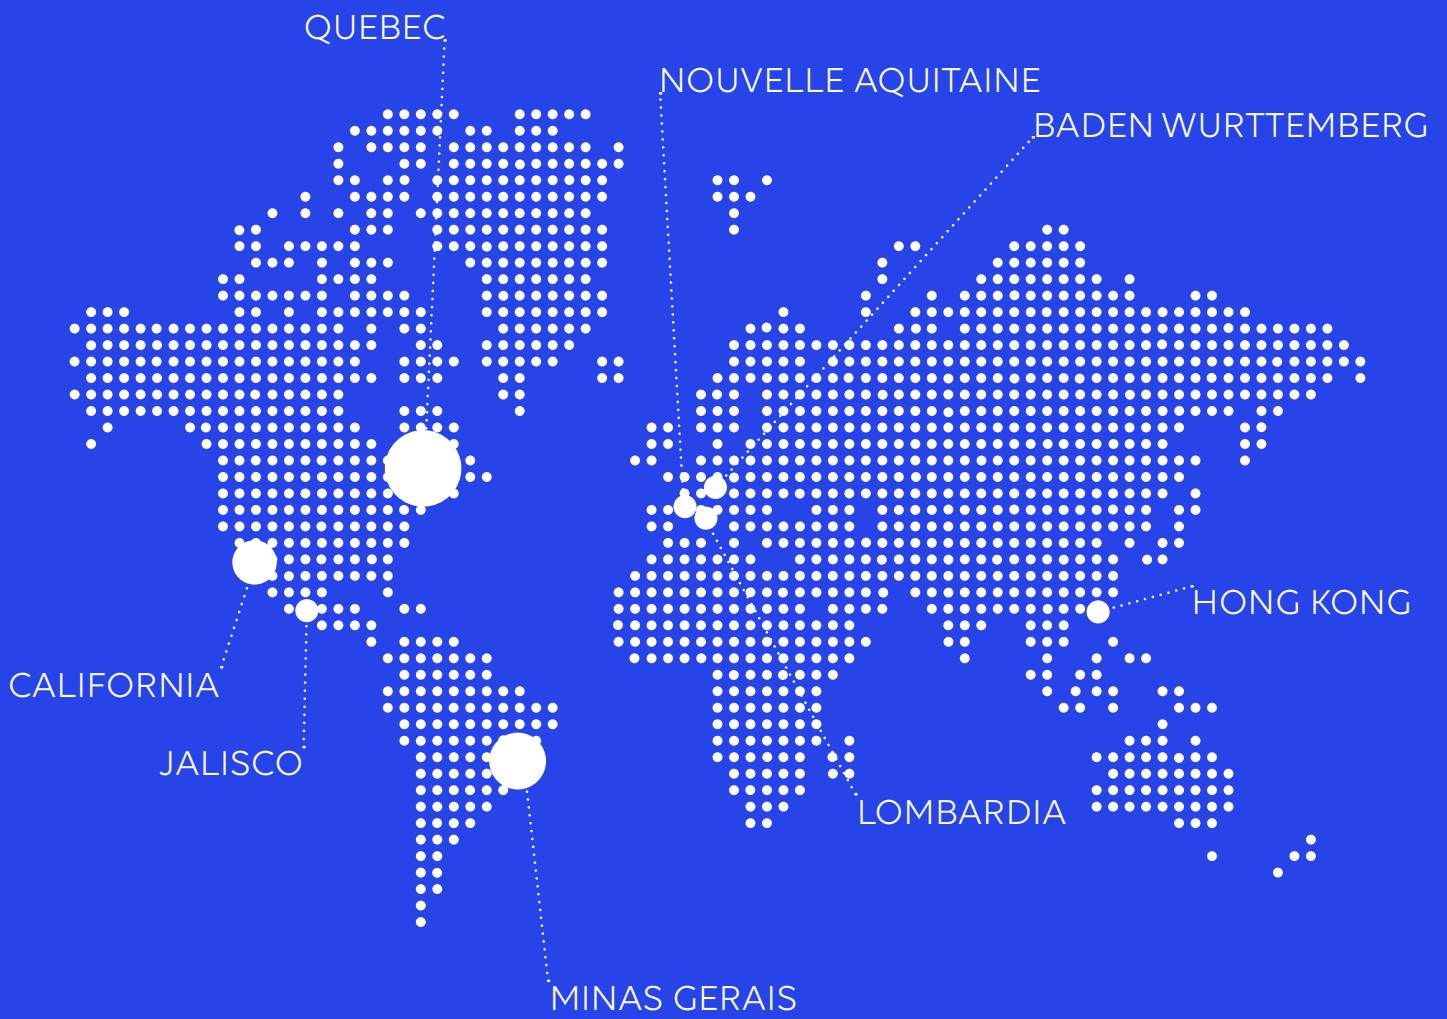 QUEBEC
NOUVELLE AQUITAINE
BADEN WURTTEMBERG
HONG KONG
CALIFORNIA
JALISCO
LOMBARDIA
MINAS GERAIS